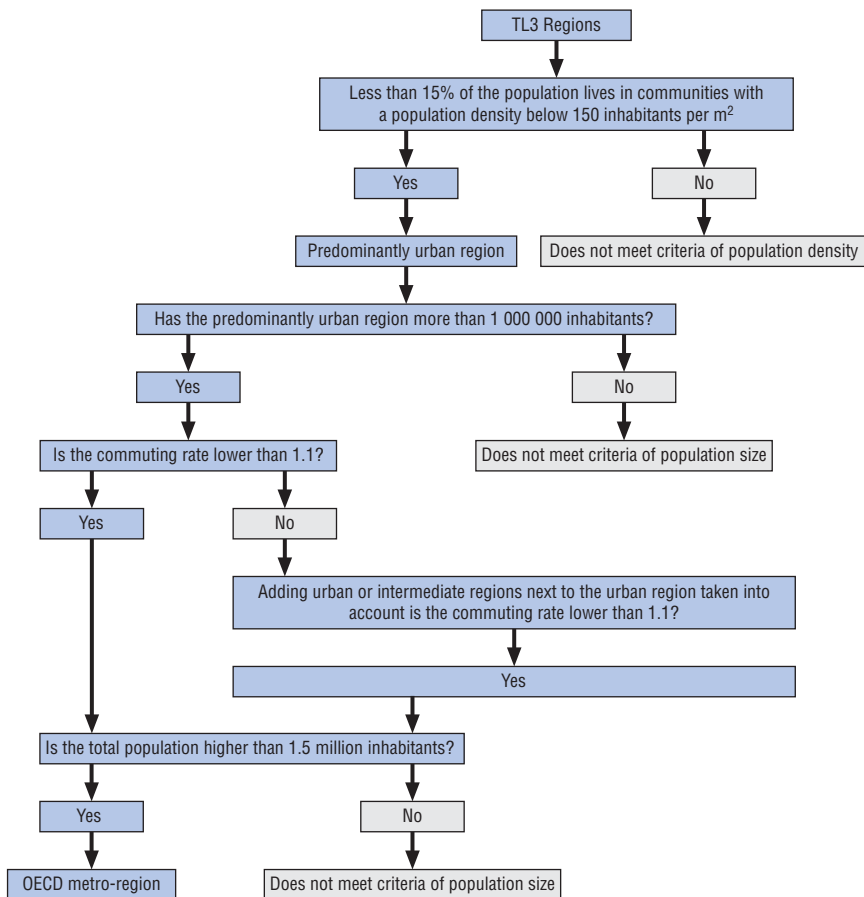 TL3 Regions
Less than 15% of the population lives in communities with
a population density below 150 inhabitants per m²
Yes
No
Predominantly urban region
Does not meet criteria of population density
Has the predominantly urban region more than 1 000 000 inhabitants?
Yes
No
Is the commuting rate lower than 1.1?
Does not meet criteria of population size
Yes
No
Adding urban or intermediate regions next to the urban region taken into
account is the commuting rate lower than 1.1?
Yes
Is the total population higher than 1.5 million inhabitants?
Yes
No
OECD metro-region
Does not meet criteria of population size